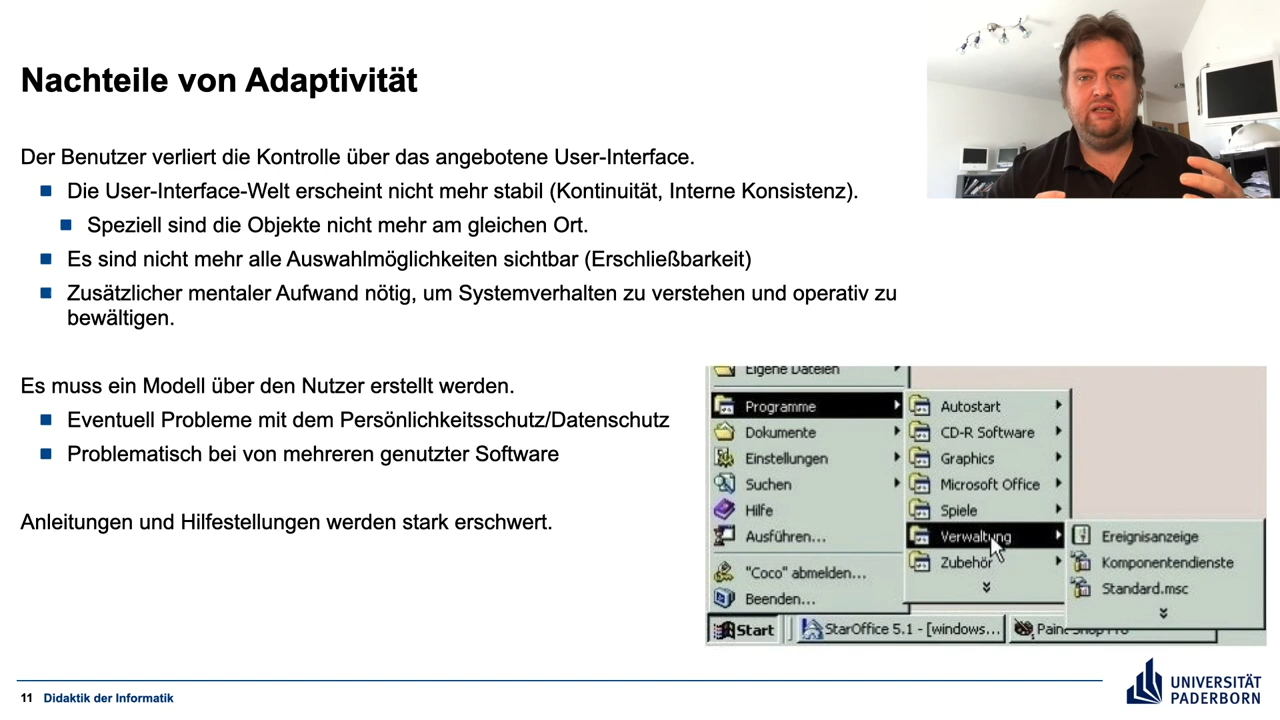 Nachteile von Adaptivität
Der Benutzer verliert die Kontrolle über das angebotene User-Interface.
Die User-Interface-Welt erscheint nicht mehr stabil (Kontinuität, Interne Konsistenz).
Speziell sind die Objekte nicht mehr am gleichen Ort.
Es sind nicht mehr alle Auswahlmöglichkeiten sichtbar (Erschließbarkeit)
Zusätzlicher mentaler Aufwand nötig, um Systemverhalten zu verstehen und operativ zu
bewältigen.
Es muss ein Modell über den Nutzer erstellt werden.
Eventuell Probleme mit dem Persönlichkeitsschutz/Datenschutz
Problematisch bei von mehreren genutzter Software
Anleitungen und Hilfestellungen werden stark erschwert.
Eigene Dateien
Programme
Dokumente
Einstellungen
Suchen
Hilfe
Ausführen...
"Coco" abmelden...
Beenden...
Autostart
CD-R Software
Graphics
Microsoft Office
Spiele
Verwaltung
Zubehör
Ereignisanzeige
Komponentendienste
Standard.msc
Start
StarOffice 5.1 - [windows...
Paint Shop Pro
11 Didaktik der Informatik
UNIVERSITÄT
PADERBORN